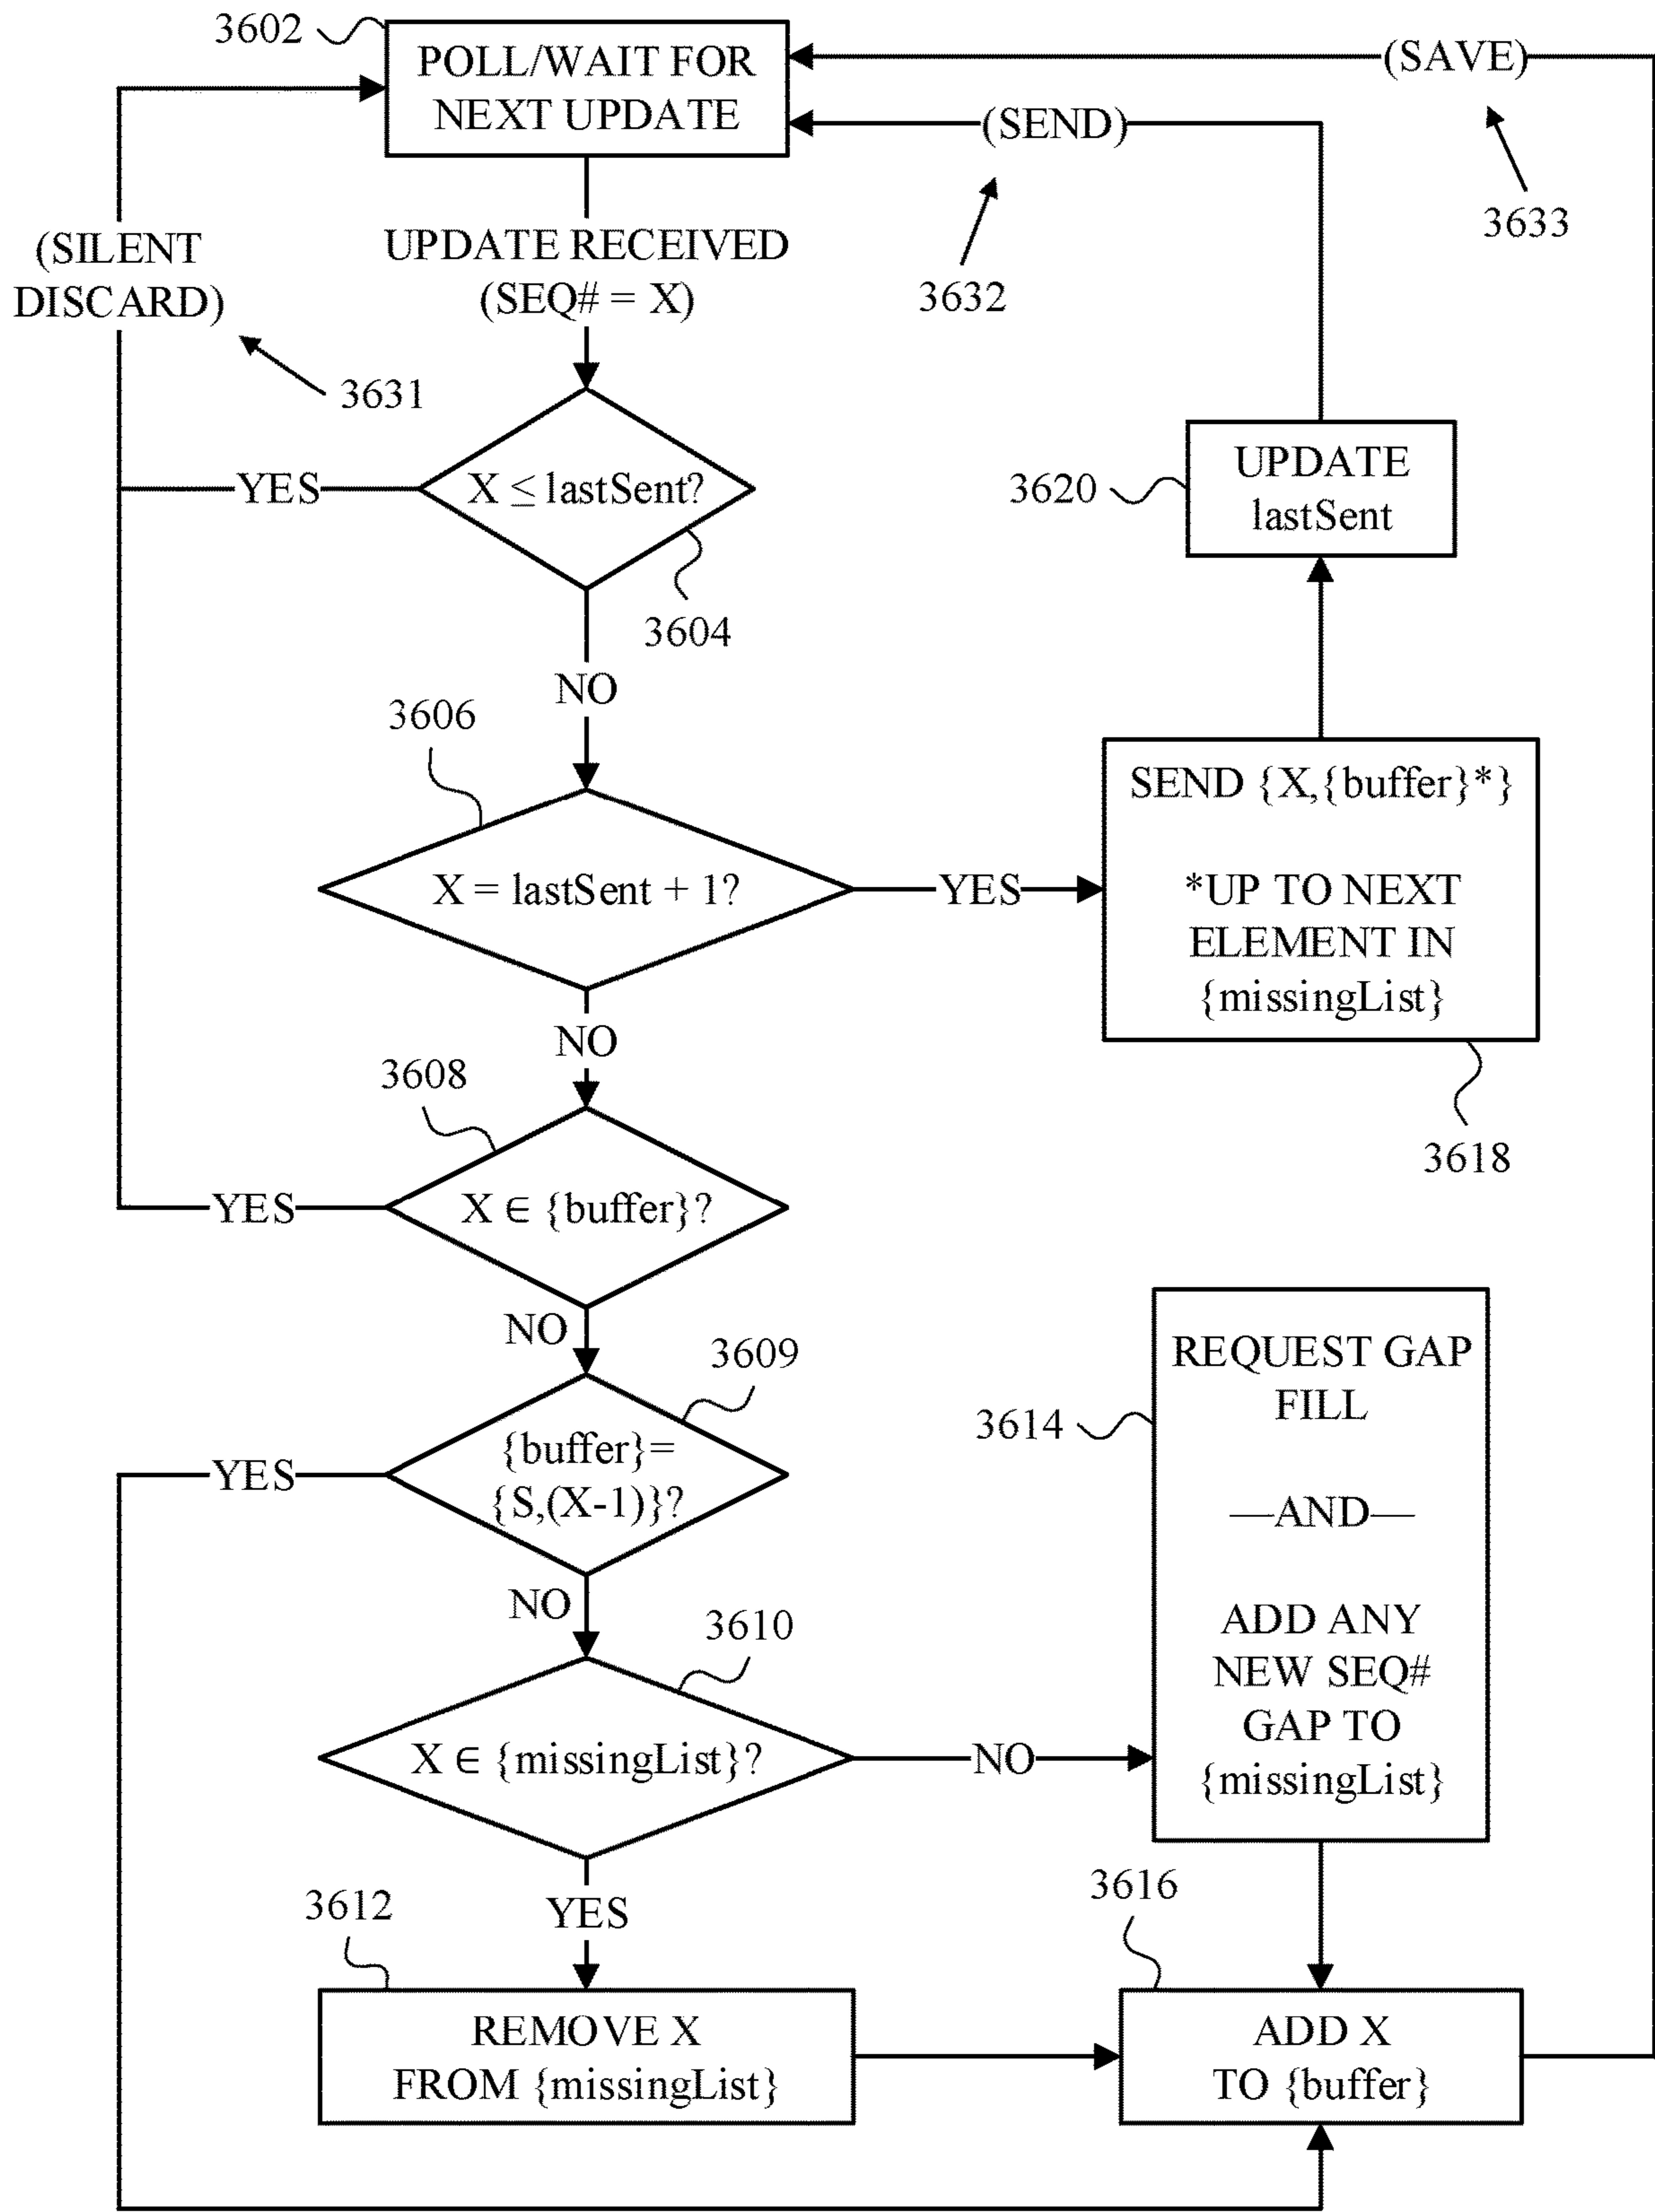 3602
POLL/WAIT FOR
NEXT UPDATE
(SAVE)
(SEND)
3633
(SILENT
DISCARD)
UPDATE RECEIVED
(SEQ# = X)
3632
3631
YES
X ≤ lastSent?
3620
UPDATE
lastSent
3604
NO
3606
SEND {X,{buffer}*}
*UP TO NEXT
ELEMENT IN
{missingList}
X = lastSent + 1?
YES
NO
3608
3618
YES
X ∈ {buffer}?
NO
3609
REQUEST GAP
FILL
—AND—
ADD ANY
NEW SEQ#
GAP TO
{missingList}
3614
YES
{buffer}=
{S,(X-1)}?
NO
3610
X ∈ {missingList}?
NO
3612
YES
3616
REMOVE X
FROM {missingList}
ADD X
TO {buffer}